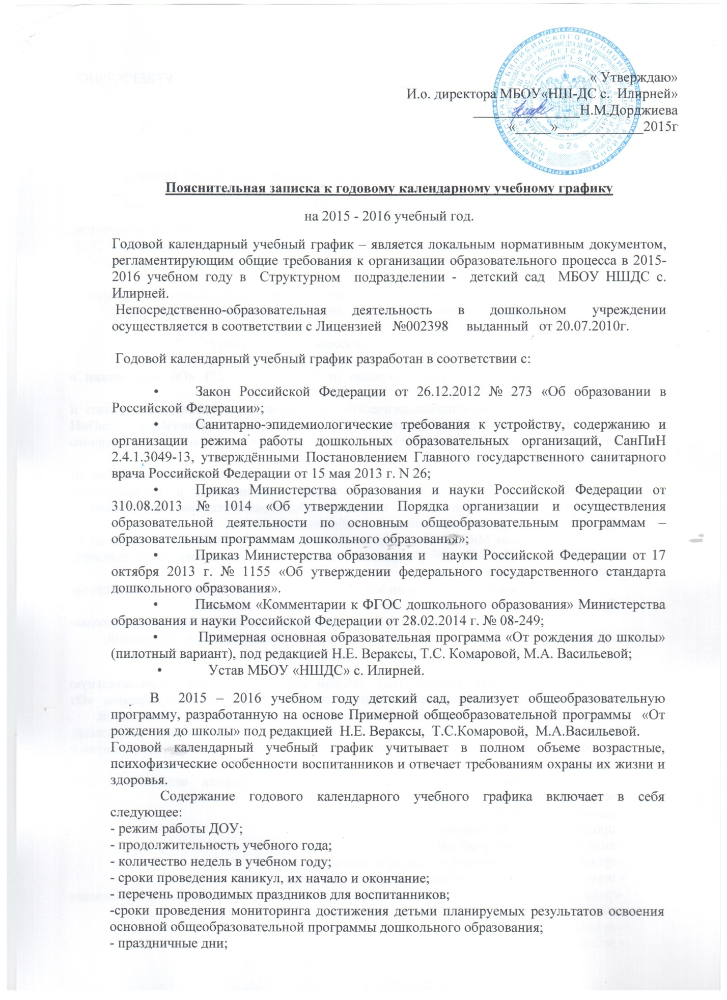 « Утверждаю»
И.о. директора МБОУ«НШ-ДС с. Илирней»
_______________Н.М.Дорджиева
«_____»____________2015г
Пояснительная записка к годовому календарному учебному графику
на 2015 - 2016 учебный год.
Годовой календарный учебный график – является локальным нормативным документом,
регламентирующим общие требования к организации образовательного процесса в 2015-
2016 учебном году в Структурном подразделении - детский сад МБОУ НШДС с.
Илирней.
Непосредственно-образовательная деятельность в дошкольном учреждении
осуществляется в соответствии с Лицензией №002398 выданный от 20.07.2010г.
Годовой календарный учебный график разработан в соответствии с:
• Закон Российской Федерации от 26.12.2012 № 273 «Об образовании в
Российской Федерации»;
• Санитарно-эпидемиологические требования к устройству, содержанию и
организации режима работы дошкольных образовательных организаций, СанПиН
2.4.1.3049-13, утверждёнными Постановлением Главного государственного санитарного
врача Российской Федерации от 15 мая 2013 г. N 26;
• Приказ Министерства образования и науки Российской Федерации от
310.08.2013 № 1014 «Об утверждении Порядка организации и осуществления
образовательной деятельности по основным общеобразовательным программам –
образовательным программам дошкольного образования»;
• Приказ Министерства образования и науки Российской Федерации от 17
октября 2013 г. № 1155 «Об утверждении федерального государственного стандарта
дошкольного образования».
• Письмом «Комментарии к ФГОС дошкольного образования» Министерства
образования и науки Российской Федерации от 28.02.2014 г. № 08-249;
• Примерная основная образовательная программа «От рождения до школы»
(пилотный вариант), под редакцией Н.Е. Вераксы, Т.С. Комаровой, М.А. Васильевой;
• Устав МБОУ «НШДС» с. Илирней.
В 2015 – 2016 учебном году детский сад, реализует общеобразовательную
программу, разработанную на основе Примерной общеобразовательной программы «От
рождения до школы» под редакцией Н.Е. Вераксы, Т.С.Комаровой, М.А.Васильевой.
Годовой календарный учебный график учитывает в полном объеме возрастные,
психофизические особенности воспитанников и отвечает требованиям охраны их жизни и
здоровья.
Содержание годового календарного учебного графика включает в себя
следующее:
- режим работы ДОУ;
- продолжительность учебного года;
- количество недель в учебном году;
- сроки проведения каникул, их начало и окончание;
- перечень проводимых праздников для воспитанников;
-сроки проведения мониторинга достижения детьми планируемых результатов освоения
основной общеобразовательной программы дошкольного образования;
- праздничные дни;